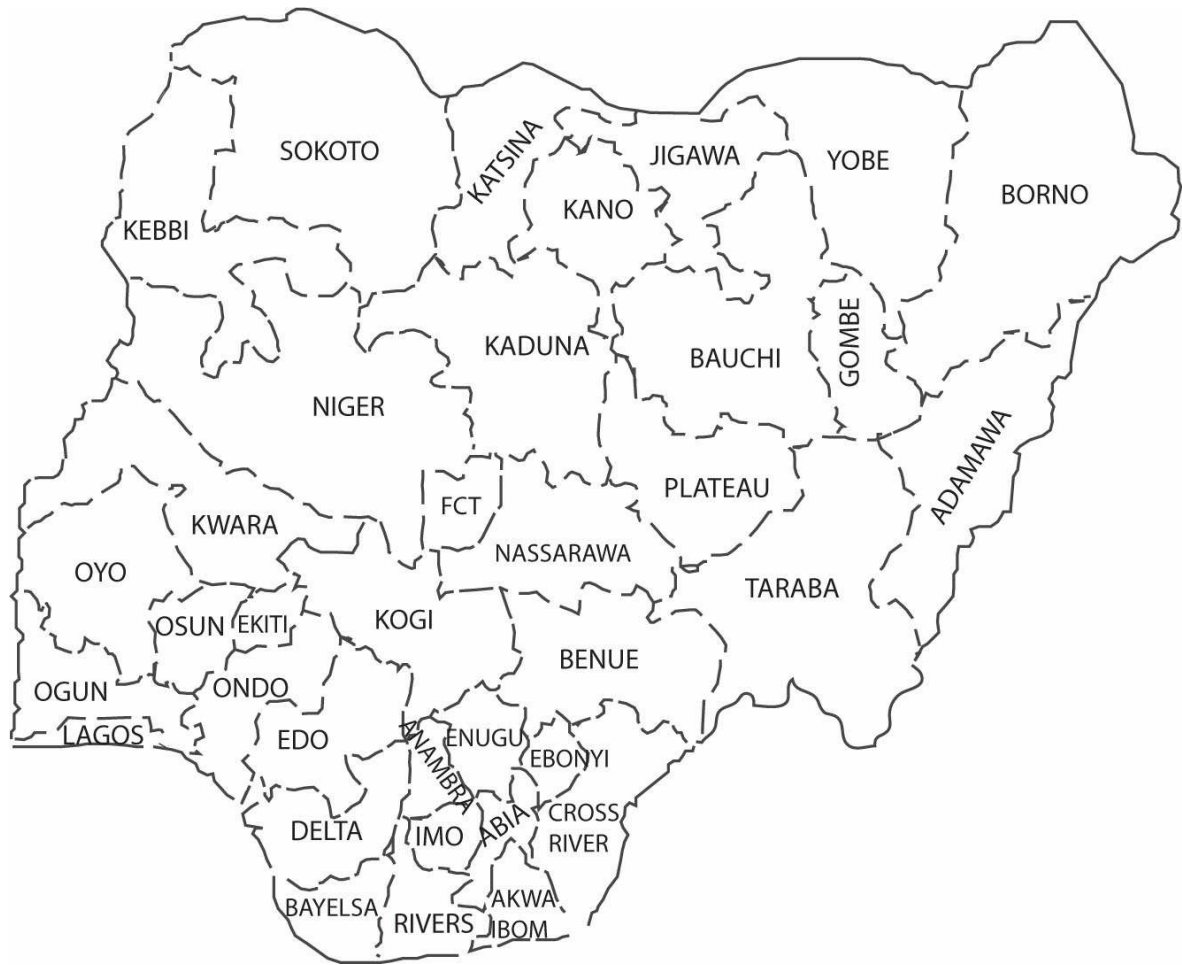 SOKOTO
KATSINA
JIGAWA
YOBE
BORNO
KEBBI
KANO
KADUNA
BAUCHI
GOMBE
NIGER
ADAMAWA
FCT
PLATEAU
KWARA
NASSARAWA
OYO
TARABA
OSUN
EKITI
KOGI
BENUE
OGUN
ONDO
LAGOS
EDO
ANAMBRA
ENUGU
EBONYI
DELTA
IMO
ABIA
CROSS
RIVER
BAYELSA
RIVERS
AKWA
IBOM